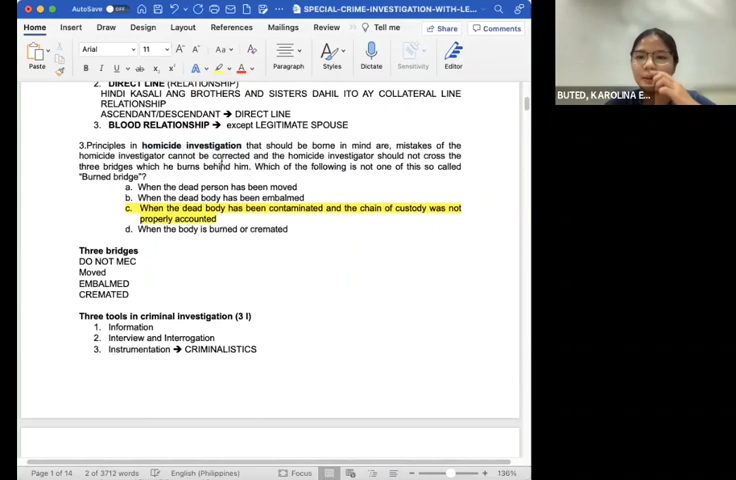 AutoSave OFF
SPECIAL-CRIME-INVESTIGATION-WITH-LE...
Home Insert Draw Design Layout References Mailings Review Tell me Share Comments
Paste
Arial 11
Paragraph Styles Dictate Sensitivity Editor
2. DIRECT LINE (RELATIONSHIP)
HINDI KASALI ANG BROTHERS AND SISTERS DAHIL ITO AY COLLATERAL LINE
RELATIONSHIP
ASCENDANT/DESCENDANT → DIRECT LINE
3. BLOOD RELATIONSHIP → except LEGITIMATE SPOUSE
3.Principles in homicide investigation that should be borne in mind are, mistakes of the
homicide investigator cannot be corrected and the homicide investigator should not cross the
three bridges which he burns behind him. Which of the following is not one of this so called
“Burned bridge”?
a. When the dead person has been moved
b. When the dead body has been embalmed
c. When the dead body has been contaminated and the chain of custody was not
properly accounted
d. When the body is burned or cremated
Three bridges
DO NOT MEC
Moved
EMBALMED
CREMATED
Three tools in criminal investigation (3 I)
1. Information
2. Interview and Interrogation
3. Instrumentation → CRIMINALISTICS
Page 1 of 14 2 of 3712 words English (Philippines) Focus 136%
BUTED, KAROLINA E...